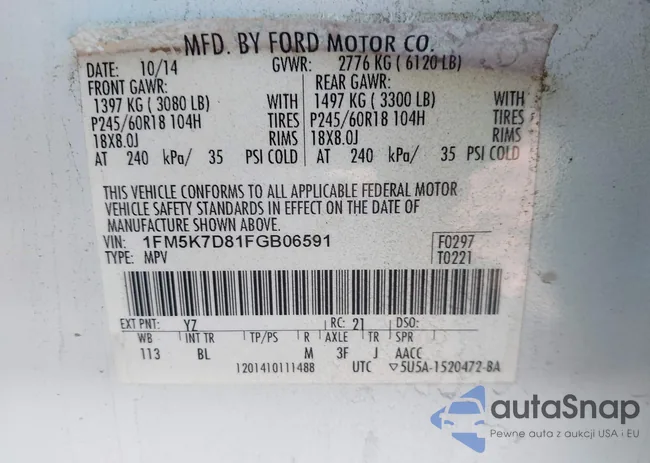 MFD. BY FORD MOTOR CO.
DATE: 10/14 GVWR: 2776 KG ( 6120 LB)
FRONT GAWR: REAR GAWR:
1397 KG ( 3080 LB) WITH 1497 KG ( 3300 LB) WITH
P245/60R18 104H TIRES P245/60R18 104H TIRES
18X8.0J RIMS 18X8.0J RIMS
AT 240 kPa/ 35 PSI COLD AT 240 kPa/ 35 PSI COLD
THIS VEHICLE CONFORMS TO ALL APPLICABLE FEDERAL MOTOR
VEHICLE SAFETY STANDARDS IN EFFECT ON THE DATE OF
MANUFACTURE SHOWN ABOVE.
VIN: 1FM5K7D81FGB06591 F0297
TYPE: MPV T0221
EXT PNT: YZ RC: 21 DSO:
WB INT TR TP/PS R AXLE TR SPR
113 BL M 3F J AACC
1201410111488 UTC ▽5U5A-1520472-BA
autaSnap
Pewne auta z aukcji USA i EU